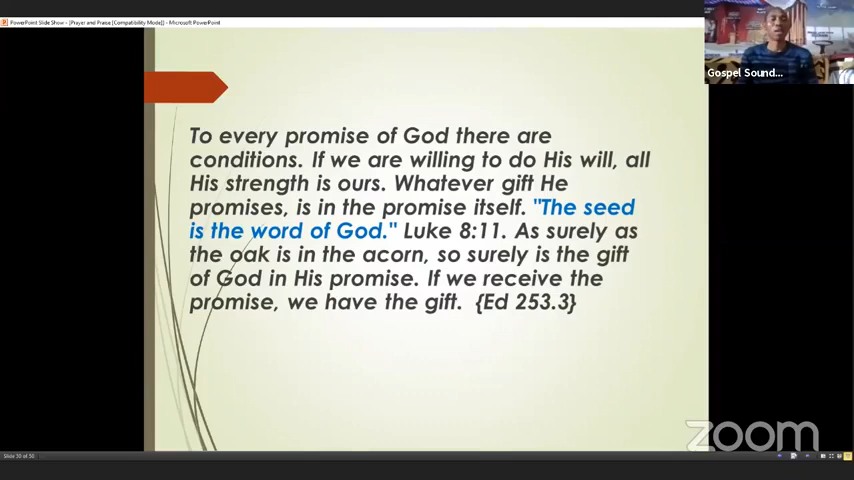 PowerPoint Slide Show - [Prayer and Praise [Compatibility Mode]] - Microsoft PowerPoint
Gospel Sound...
To every promise of God there are
conditions. If we are willing to do His will, all
His strength is ours. Whatever gift He
promises, is in the promise itself. "The seed
is the word of God." Luke 8:11. As surely as
the oak is in the acorn, so surely is the gift
of God in His promise. If we receive the
promise, we have the gift. {Ed 253.3}
zoom
Slide 30 of 50